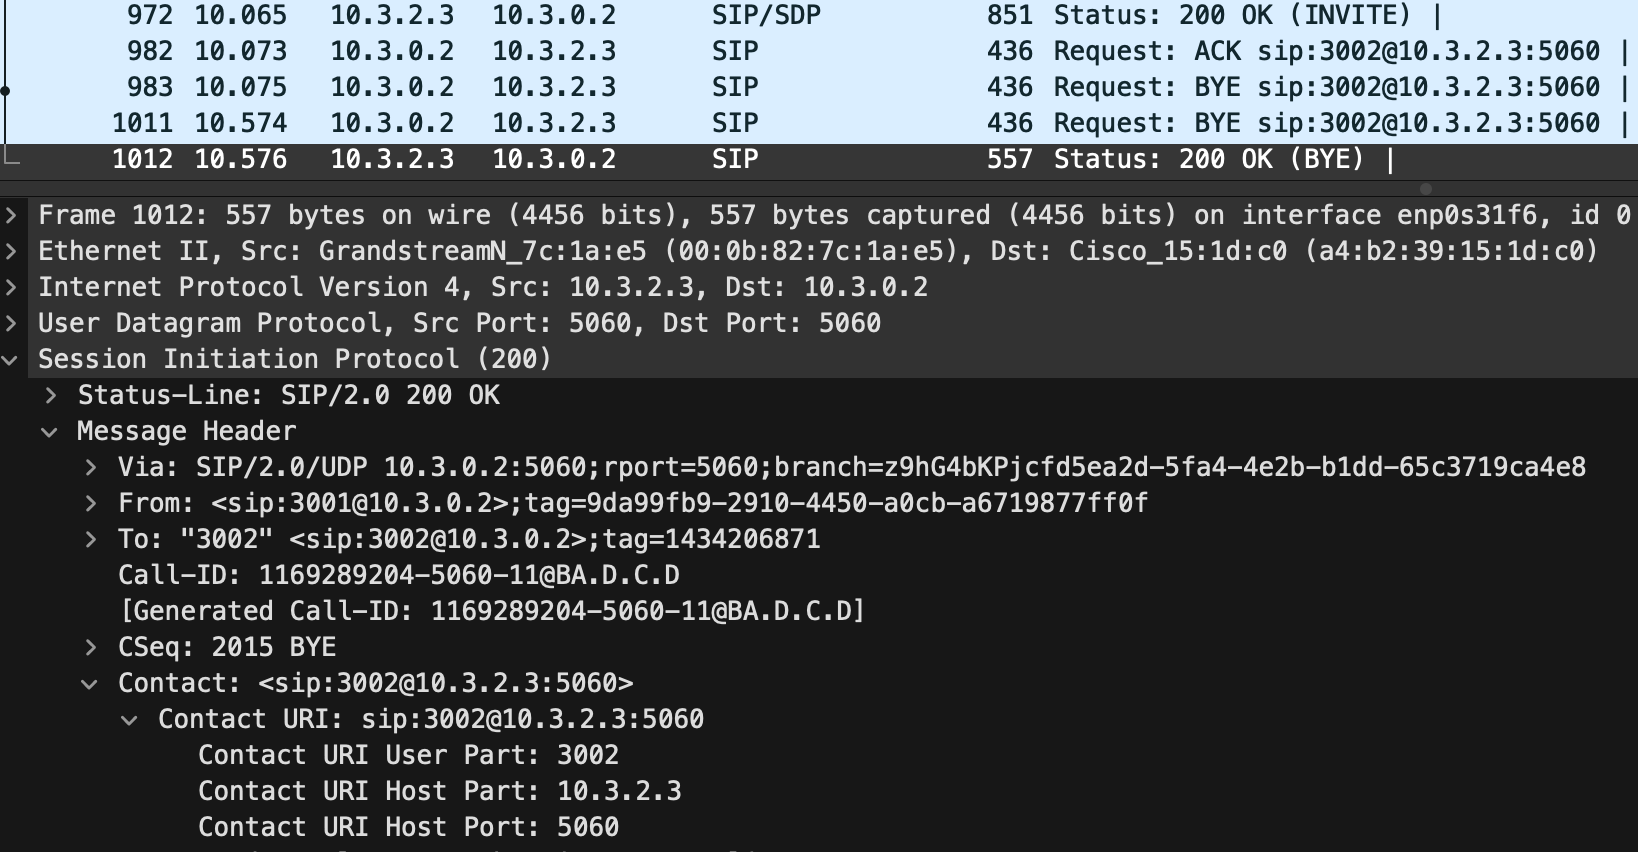 972 10.065 10.3.2.3 10.3.0.2 SIP/SDP 851 Status: 200 OK (INVITE) |
982 10.073 10.3.0.2 10.3.2.3 SIP 436 Request: ACK sip:3002@10.3.2.3:5060 |
983 10.075 10.3.0.2 10.3.2.3 SIP 436 Request: BYE sip:3002@10.3.2.3:5060 |
1011 10.574 10.3.0.2 10.3.2.3 SIP 436 Request: BYE sip:3002@10.3.2.3:5060 |
1012 10.576 10.3.2.3 10.3.0.2 SIP 557 Status: 200 OK (BYE) |
Frame 1012: 557 bytes on wire (4456 bits), 557 bytes captured (4456 bits) on interface enp0s31f6, id 0
Ethernet II, Src: GrandstreamN_7c:1a:e5 (00:0b:82:7c:1a:e5), Dst: Cisco_15:1d:c0 (a4:b2:39:15:1d:c0)
Internet Protocol Version 4, Src: 10.3.2.3, Dst: 10.3.0.2
User Datagram Protocol, Src Port: 5060, Dst Port: 5060
Session Initiation Protocol (200)
Status-Line: SIP/2.0 200 OK
Message Header
Via: SIP/2.0/UDP 10.3.0.2:5060;rport=5060;branch=z9hG4bKPjcfd5ea2d-5fa4-4e2b-b1dd-65c3719ca4e8
From: <sip:3001@10.3.0.2>;tag=9da99fb9-2910-4450-a0cb-a6719877ff0f
To: "3002" <sip:3002@10.3.0.2>;tag=1434206871
Call-ID: 1169289204-5060-11@BA.D.C.D
[Generated Call-ID: 1169289204-5060-11@BA.D.C.D]
CSeq: 2015 BYE
Contact: <sip:3002@10.3.2.3:5060>
Contact URI: sip:3002@10.3.2.3:5060
Contact URI User Part: 3002
Contact URI Host Part: 10.3.2.3
Contact URI Host Port: 5060